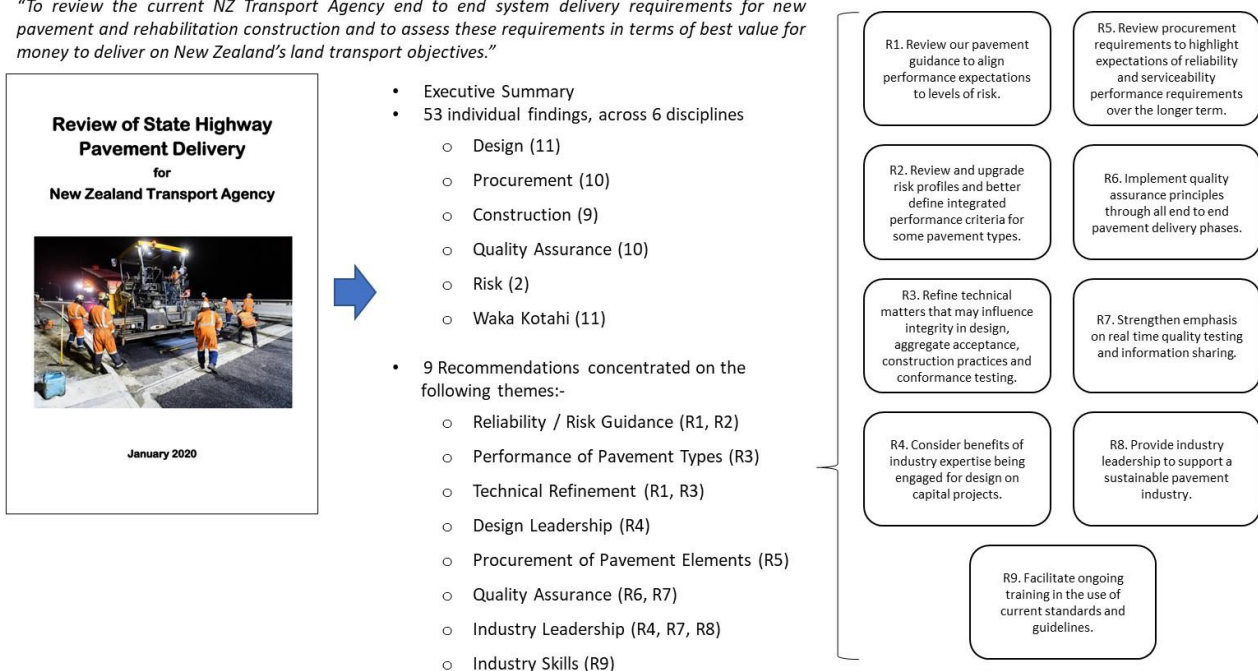 “To review the current NZ Transport Agency end to end system delivery requirements for new
pavement and rehabilitation construction and to assess these requirements in terms of best value for
money to deliver on New Zealand’s land transport objectives.”
Review of State Highway
Pavement Delivery
for
New Zealand Transport Agency
January 2020
• Executive Summary
• 53 individual findings, across 6 disciplines
o Design (11)
o Procurement (10)
o Construction (9)
o Quality Assurance (10)
o Risk (2)
o Waka Kotahi (11)
• 9 Recommendations concentrated on the
following themes:-
o Reliability / Risk Guidance (R1, R2)
o Performance of Pavement Types (R3)
o Technical Refinement (R1, R3)
o Design Leadership (R4)
o Procurement of Pavement Elements (R5)
o Quality Assurance (R6, R7)
o Industry Leadership (R4, R7, R8)
o Industry Skills (R9)
R1. Review our pavement
guidance to align
performance expectations
to levels of risk.
R5. Review procurement
requirements to highlight
expectations of reliability
and serviceability
performance requirements
over the longer term.
R2. Review and upgrade
risk profiles and better
define integrated
performance criteria for
some pavement types.
R6. Implement quality
assurance principles
through all end to end
pavement delivery phases.
R3. Refine technical
matters that may influence
integrity in design,
aggregate acceptance,
construction practices and
conformance testing.
R7. Strengthen emphasis
on real time quality testing
and information sharing.
R4. Consider benefits of
industry expertise being
engaged for design on
capital projects.
R8. Provide industry
leadership to support a
sustainable pavement
industry.
R9. Facilitate ongoing
training in the use of
current standards and
guidelines.